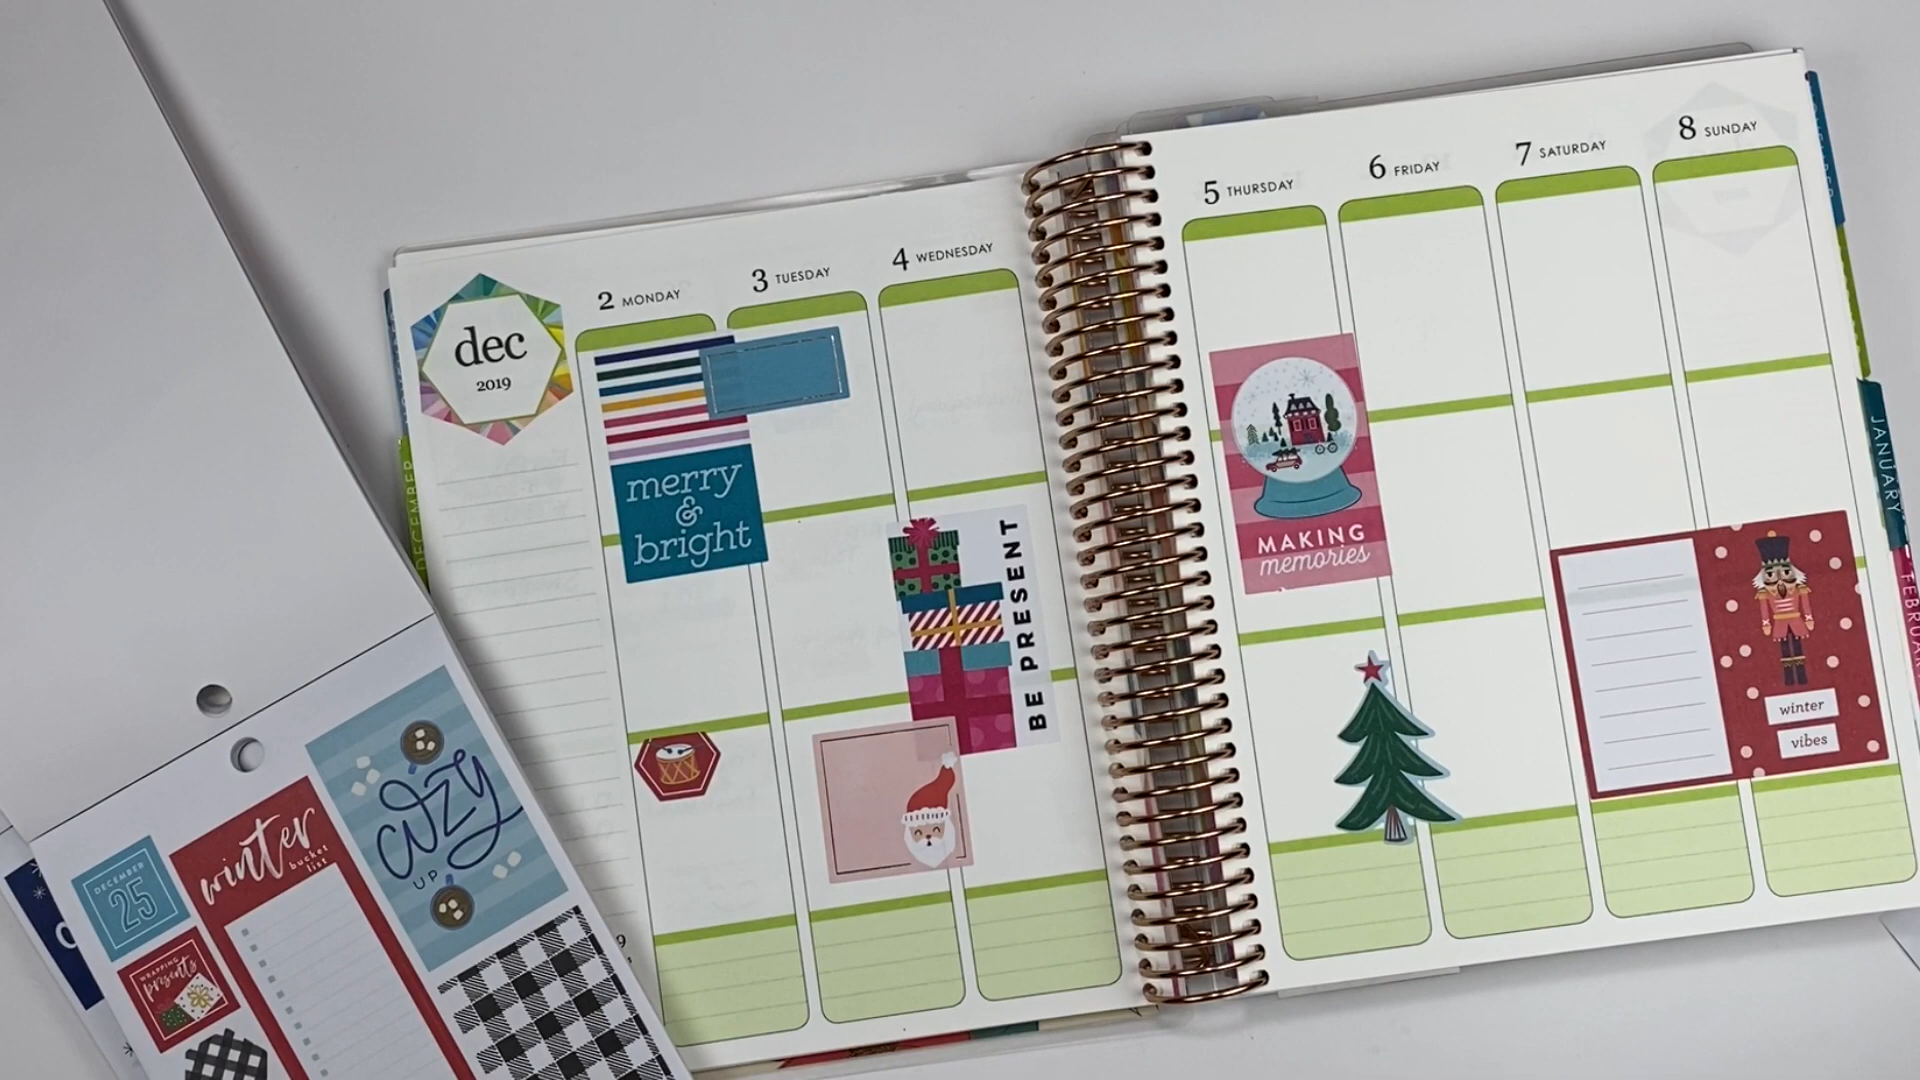 dec
2019
2 MONDAY
3 TUESDAY
4 WEDNESDAY
5 THURSDAY
6 FRIDAY
7 SATURDAY
8 SUNDAY
merry
&
bright
BE PRESENT
MAKING
memories
winter
vibes
DECEMBER
JANUARY
cozy
UP
winter
bucket
list
DECEMBER
25
WRAPPING
presents